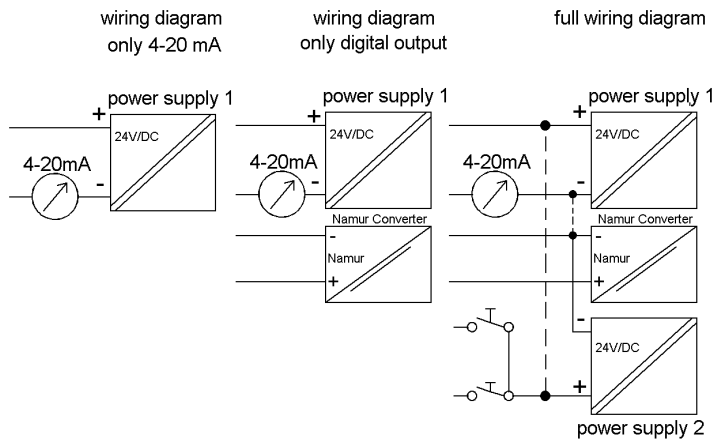 wiring diagram
only 4-20 mA
power supply 1
+
24V/DC
4-20mA
-
wiring diagram
only digital output
power supply 1
+
24V/DC
4-20mA
-
Namur Converter
-
Namur
+
full wiring diagram
power supply 1
+
24V/DC
4-20mA
-
Namur Converter
-
Namur
+
-
24V/DC
+
power supply 2